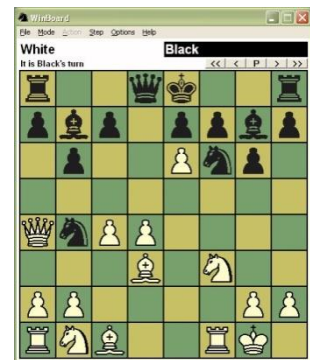 WinBoard
File Mode Action Step Options Help
White Black
It is Black's turn << < P > >>